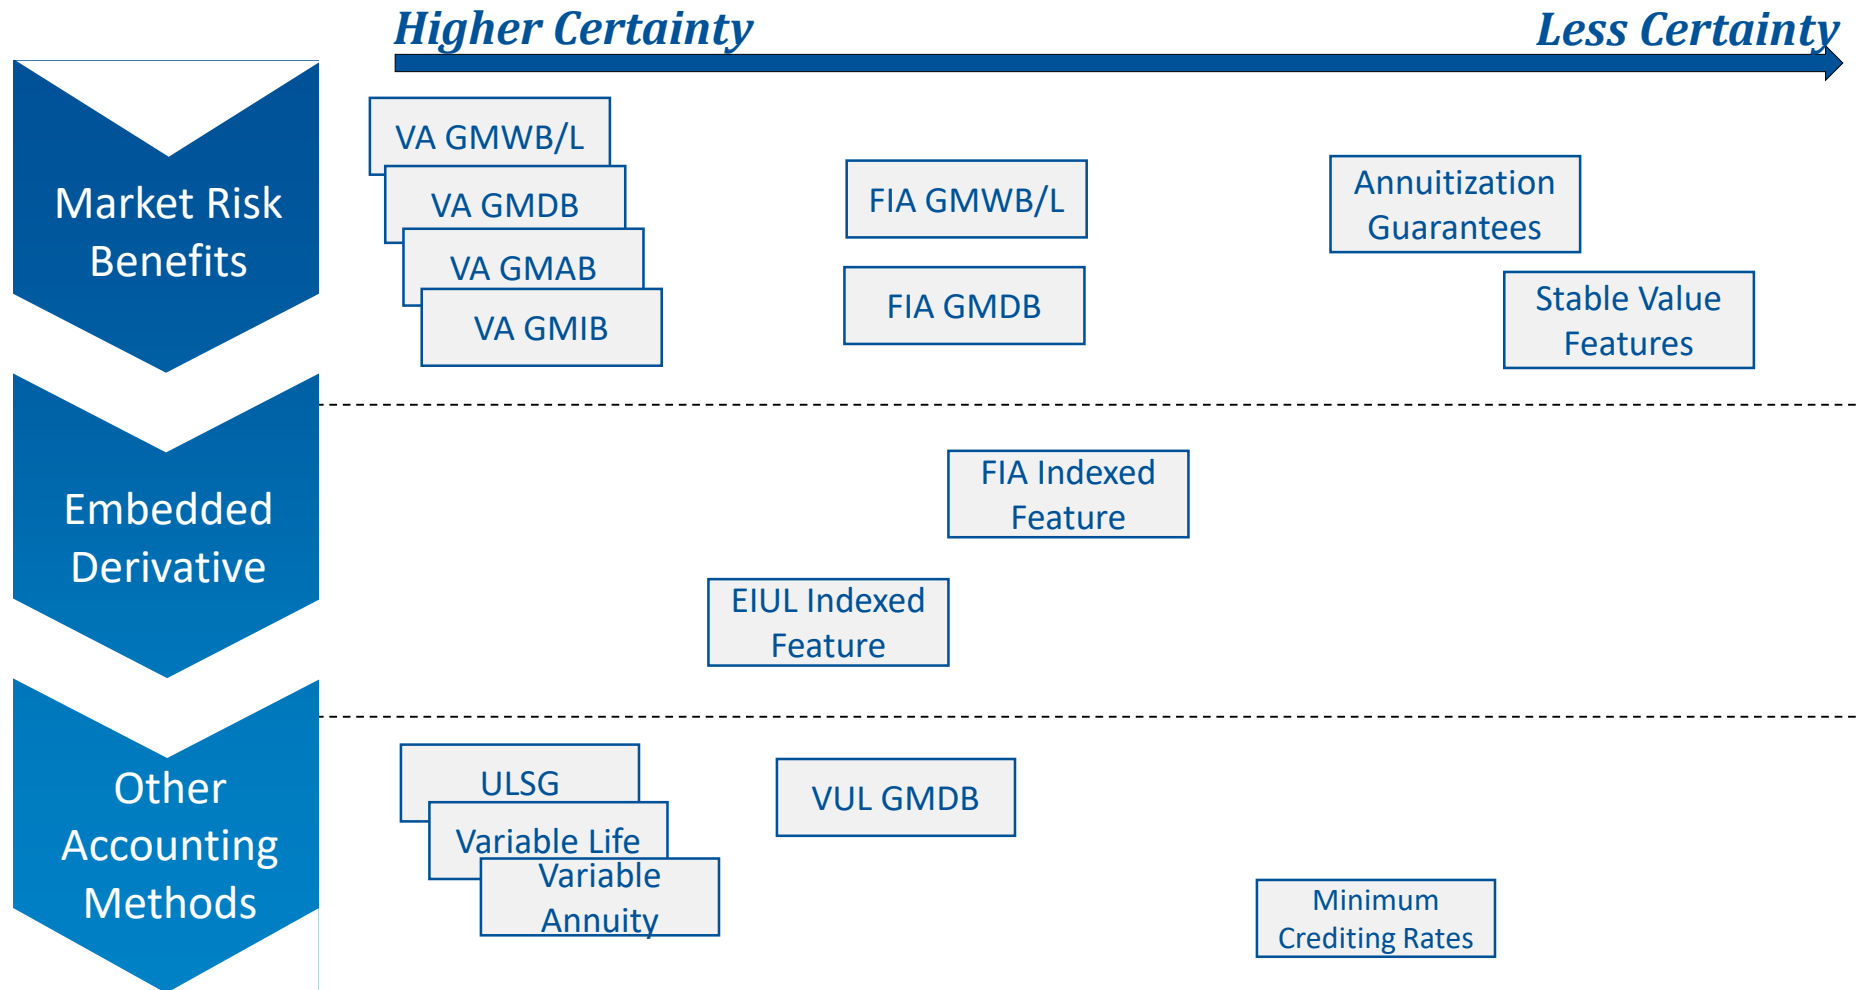 Higher Certainty
Less Certainty
Market Risk
Benefits
VA GMWB/L
VA GMDB
VA GMAB
VA GMIB
FIA GMWB/L
FIA GMDB
Annuitization
Guarantees
Stable Value
Features
Embedded
Derivative
FIA Indexed
Feature
EIUL Indexed
Feature
Other
Accounting
Methods
ULSG
Variable Life
Variable
Annuity
VUL GMDB
Minimum
Crediting Rates